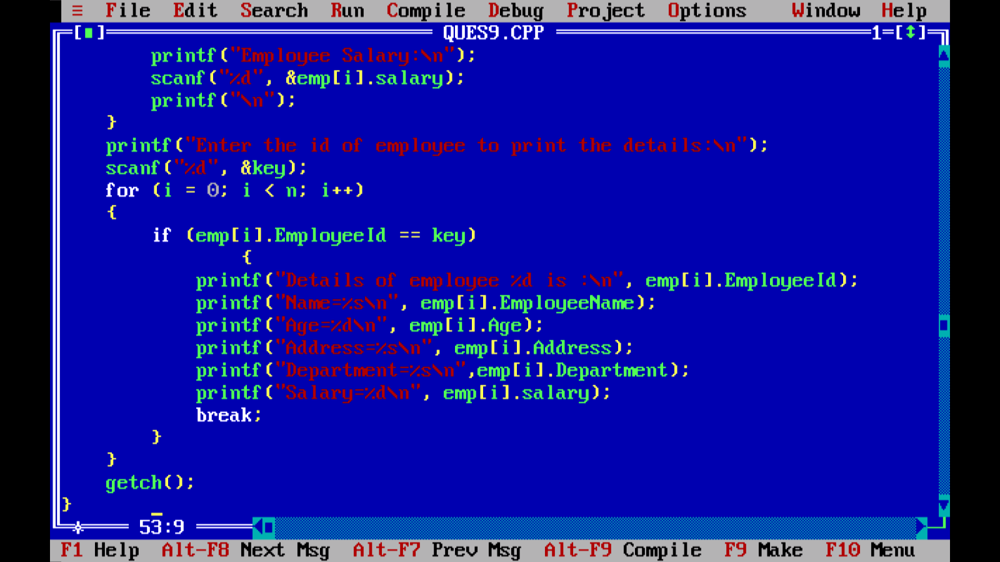 ≡ File Edit Search Run Compile Debug Project Options Window Help
[■] QUES9.CPP 1=[↕]
printf("Employee Salary:\n");
scanf("%d", &emp[i].salary);
printf("\n");
}
printf("Enter the id of employee to print the details:\n");
scanf("%d", &key);
for (i = 0; i < n; i++)
{
if (emp[i].EmployeeId == key)
{
printf("Details of employee %d is :\n", emp[i].EmployeeId);
printf("Name=%s\n", emp[i].EmployeeName);
printf("Age=%d\n", emp[i].Age);
printf("Address=%s\n", emp[i].Address);
printf("Department=%s\n",emp[i].Department);
printf("Salary=%d\n", emp[i].salary);
break;
}
}
getch();
}
53:9
F1 Help Alt-F8 Next Msg Alt-F7 Prev Msg Alt-F9 Compile F9 Make F10 Menu